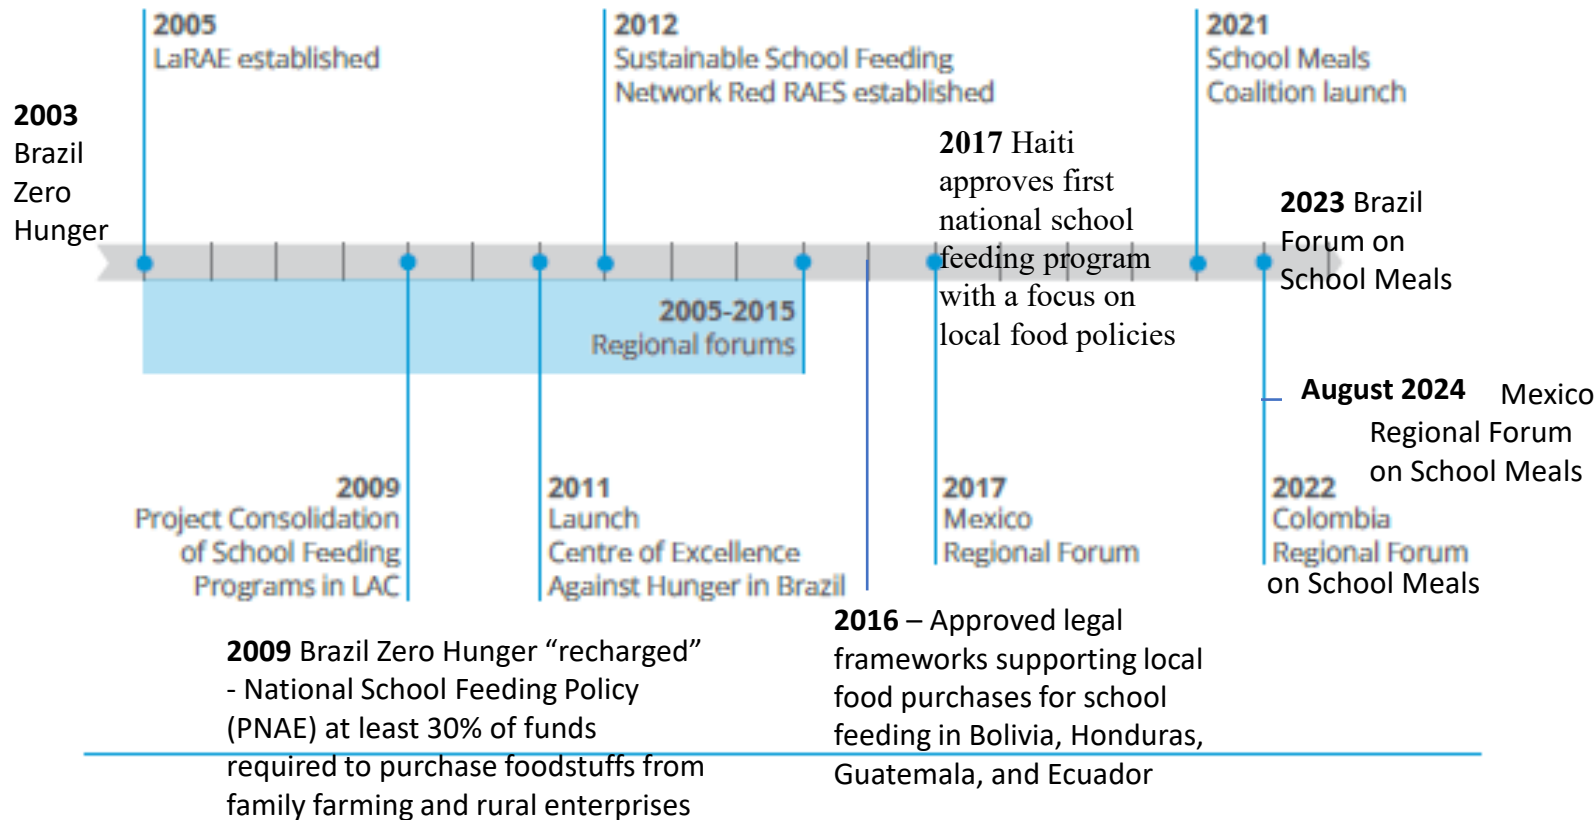 2005
LaRAE established
2012
Sustainable School Feeding
Network Red RAES established
2021
School Meals
Coalition launch
2003
Brazil
Zero
Hunger
2017 Haiti
approves first
national school
feeding program
with a focus on
local food policies
2023 Brazil
Forum on
School Meals
2005-2015
Regional forums
August 2024 Mexico
Regional Forum
on School Meals
2009
Project Consolidation
of School Feeding
Programs in LAC
2011
Launch
Centre of Excellence
Against Hunger in Brazil
2017
Mexico
Regional Forum
2022
Colombia
Regional Forum
on School Meals
2009 Brazil Zero Hunger “recharged”
- National School Feeding Policy
(PNAE) at least 30% of funds
required to purchase foodstuffs from
family farming and rural enterprises
2016 – Approved legal
frameworks supporting local
food purchases for school
feeding in Bolivia, Honduras,
Guatemala, and Ecuador